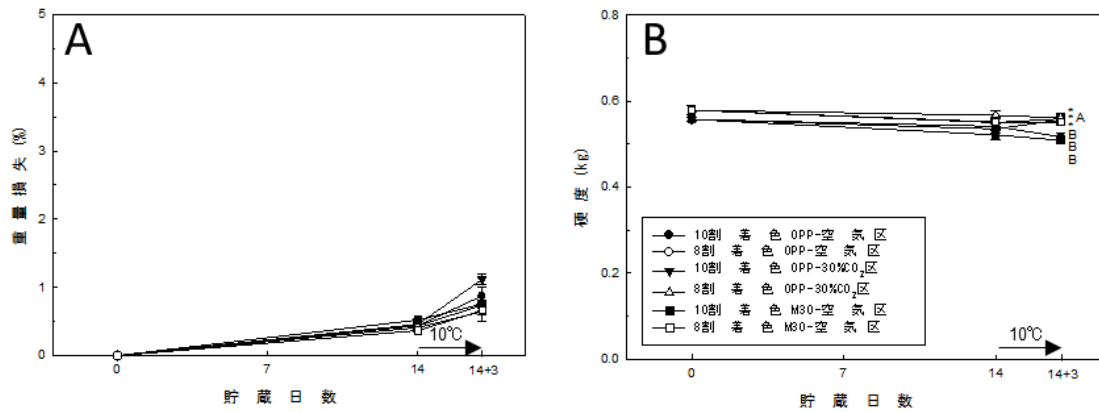 A
5
4
3
2
1
0
重量損失 (%)
10℃
0 7 14 14+3
貯蔵日数
B
0.8
0.6
0.4
0.2
0.0
硬度 (kg)
*
*A
*
B
B
B
10割 着色 OPP-空気区
8割 着色 OPP-空気区
10割 着色 OPP-30%CO₂区
8割 着色 OPP-30%CO₂区
10割 着色 M30-空気区
8割 着色 M30-空気区
10℃
0 7 14 14+3
貯蔵日数